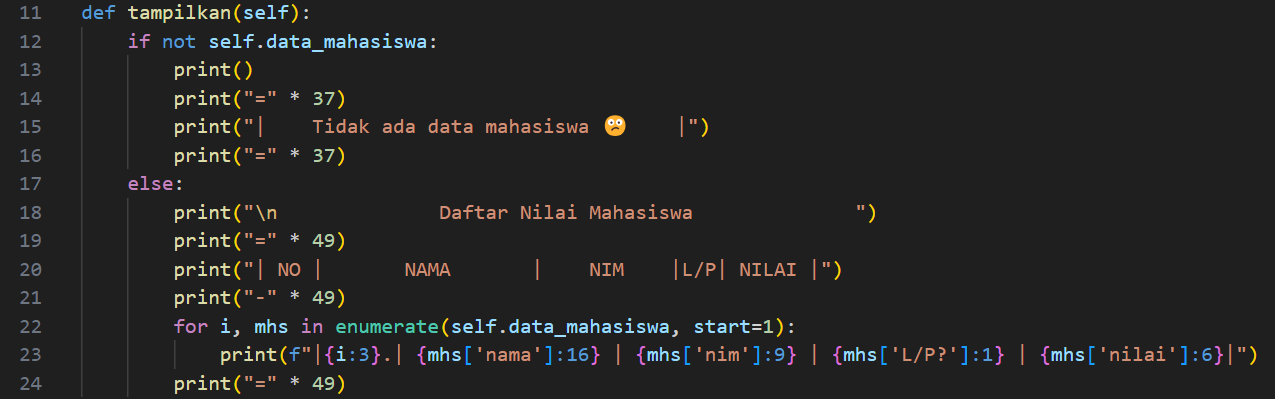 11 def tampilkan(self):
12     if not self.data_mahasiswa:
13         print()
14         print("=" * 37)
15         print("|    Tidak ada data mahasiswa 🙁    |")
16         print("=" * 37)
17     else:
18         print("\n              Daftar Nilai Mahasiswa              ")
19         print("=" * 49)
20         print("| NO |       NAMA       |    NIM    |L/P| NILAI |")
21         print("-" * 49)
22         for i, mhs in enumerate(self.data_mahasiswa, start=1):
23             print(f"|{i:3}.| {mhs['nama']:16} | {mhs['nim']:9} | {mhs['L/P?']:1} | {mhs['nilai']:6}|")
24         print("=" * 49)